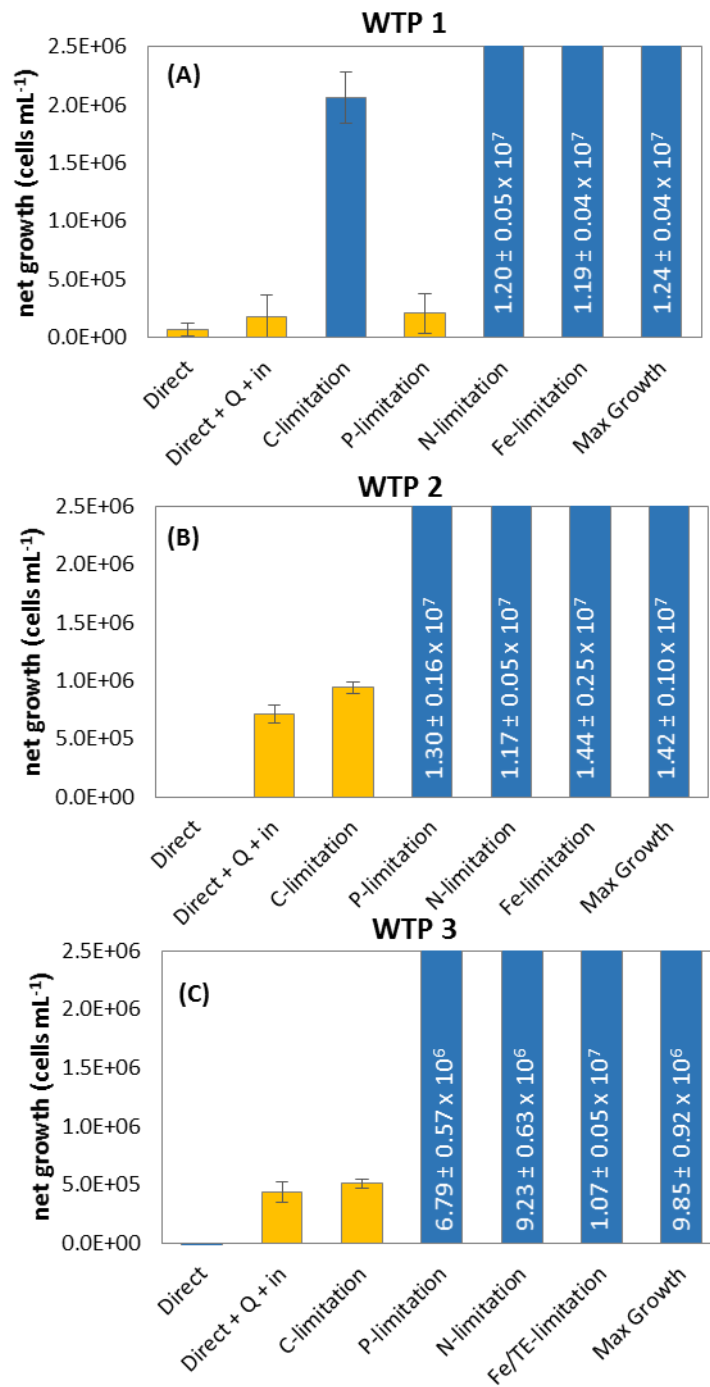 WTP 1
(A)
net growth (cells mL⁻¹)
2.5E+06
2.0E+06
1.5E+06
1.0E+06
5.0E+05
0.0E+00
1.20 ± 0.05 x 10⁷
1.19 ± 0.04 x 10⁷
1.24 ± 0.04 x 10⁷
Direct
Direct + Q + in
C-limitation
P-limitation
N-limitation
Fe-limitation
Max Growth
WTP 2
(B)
net growth (cells mL⁻¹)
2.5E+06
2.0E+06
1.5E+06
1.0E+06
5.0E+05
0.0E+00
1.30 ± 0.16 x 10⁷
1.17 ± 0.05 x 10⁷
1.44 ± 0.25 x 10⁷
1.42 ± 0.10 x 10⁷
Direct
Direct + Q + in
C-limitation
P-limitation
N-limitation
Fe-limitation
Max Growth
WTP 3
(C)
net growth (cells mL⁻¹)
2.5E+06
2.0E+06
1.5E+06
1.0E+06
5.0E+05
0.0E+00
6.79 ± 0.57 x 10⁶
9.23 ± 0.63 x 10⁶
1.07 ± 0.05 x 10⁷
9.85 ± 0.92 x 10⁶
Direct
Direct + Q + in
C-limitation
P-limitation
N-limitation
Fe/TE-limitation
Max Growth